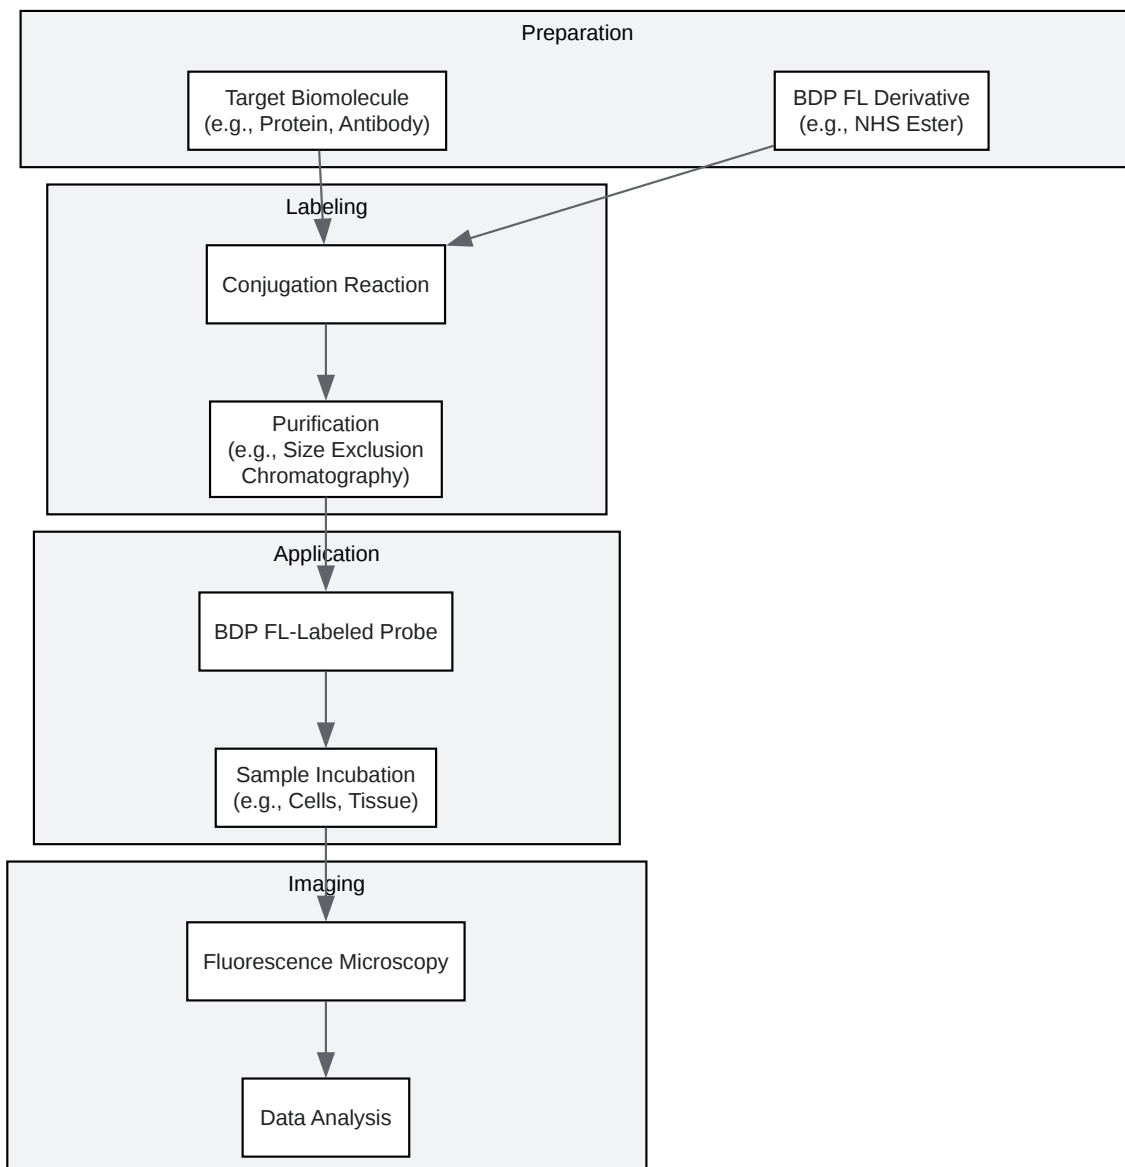 Preparation
Target Biomolecule
(e.g., Protein, Antibody)
BDP FL Derivative
(e.g., NHS Ester)
Labeling
Conjugation Reaction
Purification
(e.g., Size Exclusion
Chromatography)
Application
BDP FL-Labeled Probe
Sample Incubation
(e.g., Cells, Tissue)
Imaging
Fluorescence Microscopy
Data Analysis